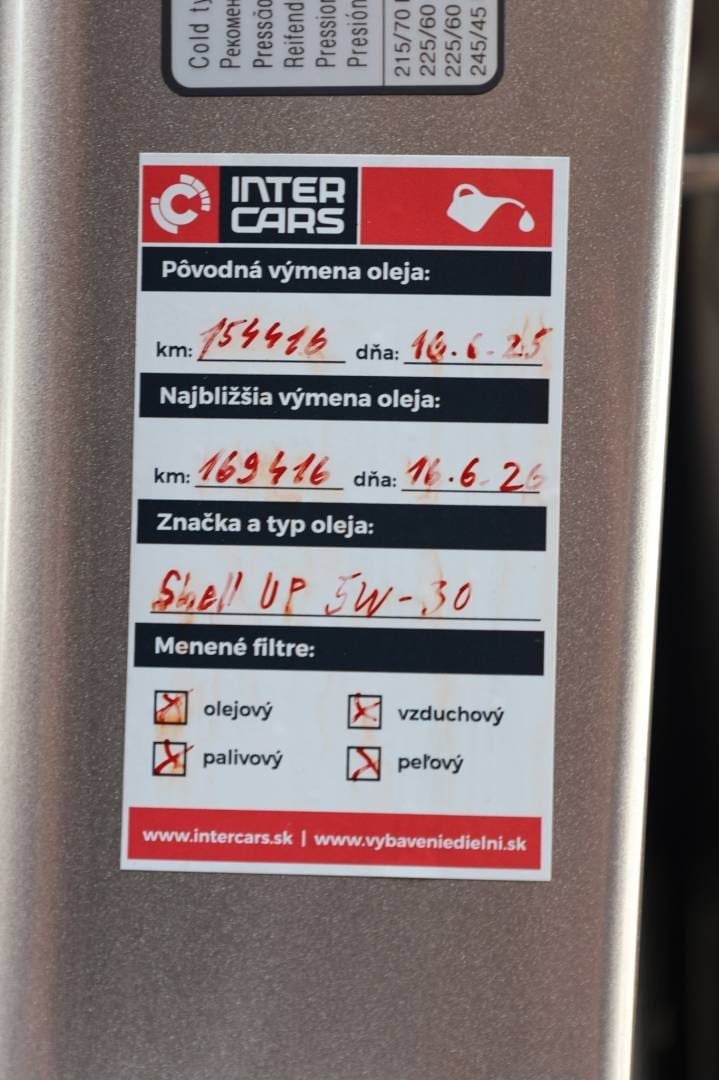 Cold ty
Рекомен
Pressão
Reifend
Pression
Presión
215/70
225/60
225/60
245/45
INTER
CARS
Pôvodná výmena oleja:
km: 154416 dňa: 16.6.25
Najbližšia výmena oleja:
km: 169416 dňa: 16.6.26
Značka a typ oleja:
Shell UP 5W-30
Menené filtre:
olejový vzduchový
palivový peľový
www.intercars.sk | www.vybaveniedielni.sk